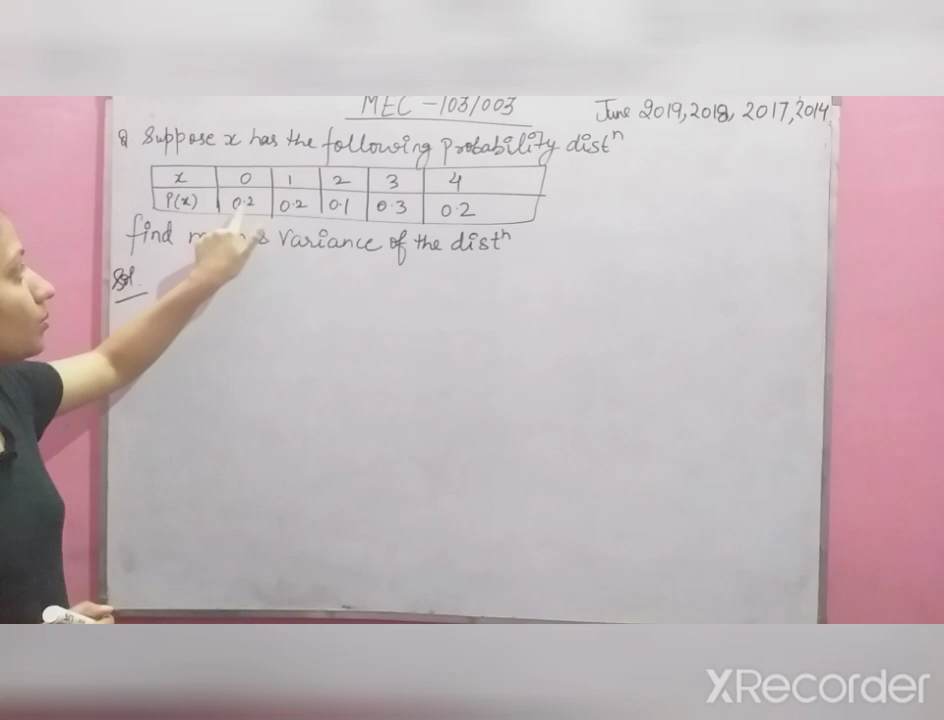 MEC-103/003
June 2019, 2018, 2017, 2014
Q Suppose x has the following Probability distⁿ
x 0 1 2 3 4
P(x) 0.2 0.2 0.1 0.3 0.2
find & Variance of the distⁿ
Sol.
XRecorder